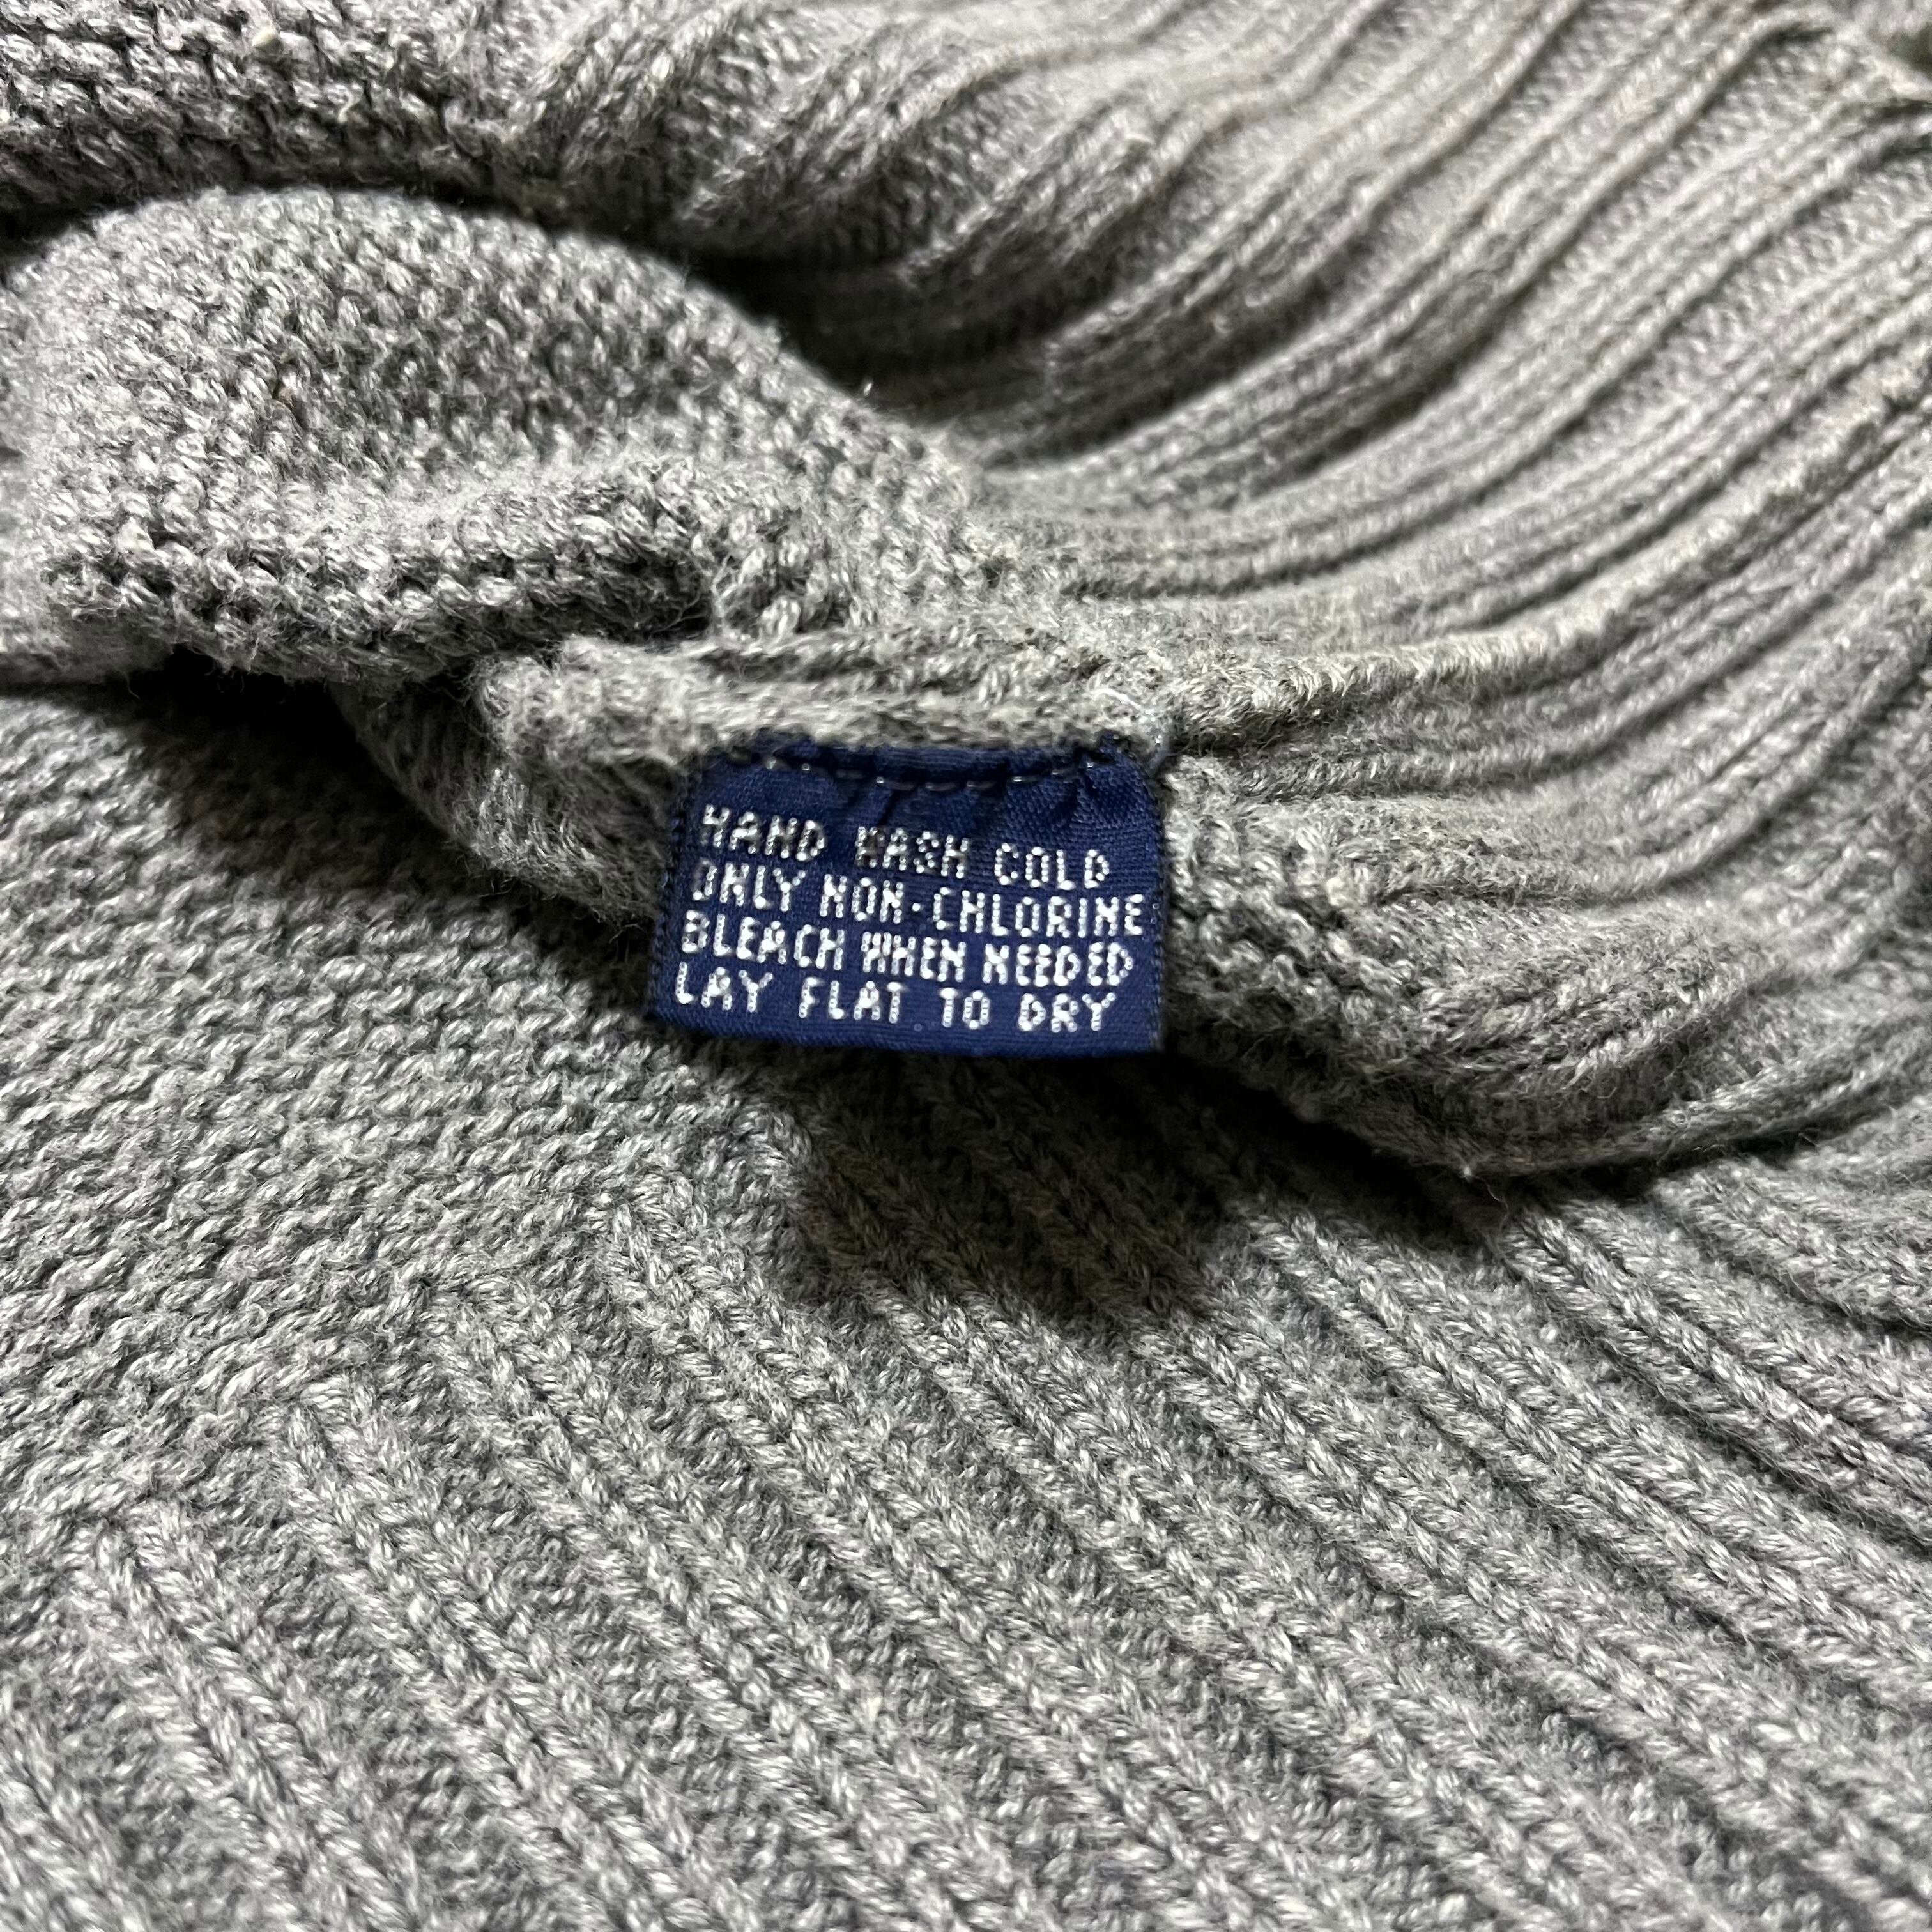 HAND WASH COLD
ONLY NON-CHLORINE
BLEACH WHEN NEEDED
LAY FLAT TO DRY